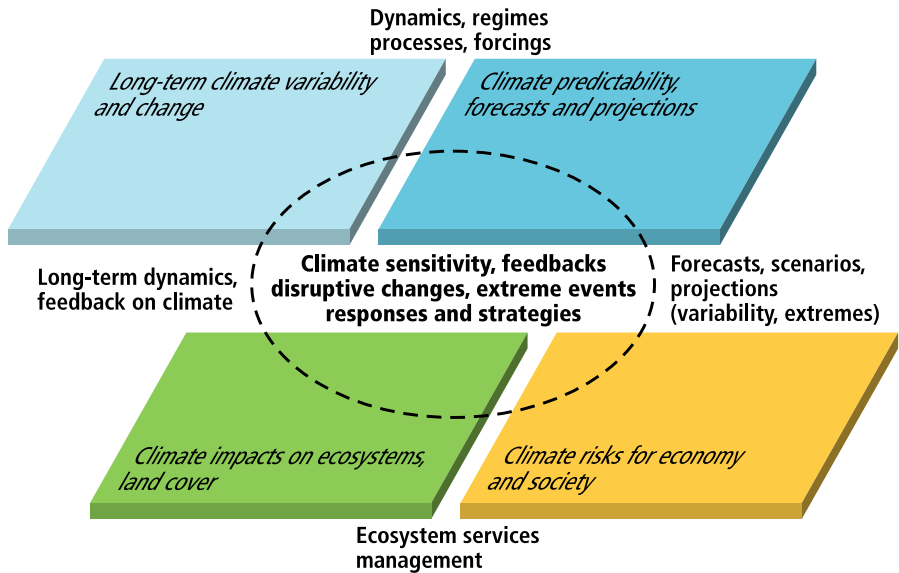 Dynamics, regimes
processes, forcings
Long-term climate variability
and change
Climate predictability,
forecasts and projections
Long-term dynamics,
feedback on climate
Climate sensitivity, feedbacks
disruptive changes, extreme events
responses and strategies
Forecasts, scenarios,
projections
(variability, extremes)
Climate impacts on ecosystems,
land cover
Climate risks for economy
and society
Ecosystem services
management